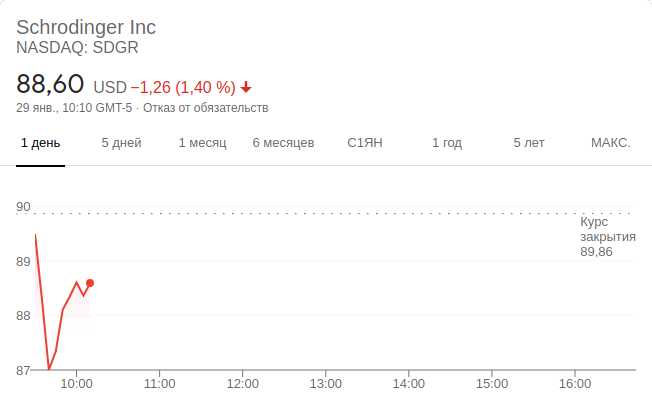 Schrodinger Inc
NASDAQ: SDGR
88,60 USD −1,26 (1,40 %)
29 янв., 10:10 GMT-5 · Отказ от обязательств
1 день 5 дней 1 месяц 6 месяцев С1ЯН 1 год 5 лет МАКС.
90
Курс
закрытия
89,86
89
88
87
10:00 11:00 12:00 13:00 14:00 15:00 16:00